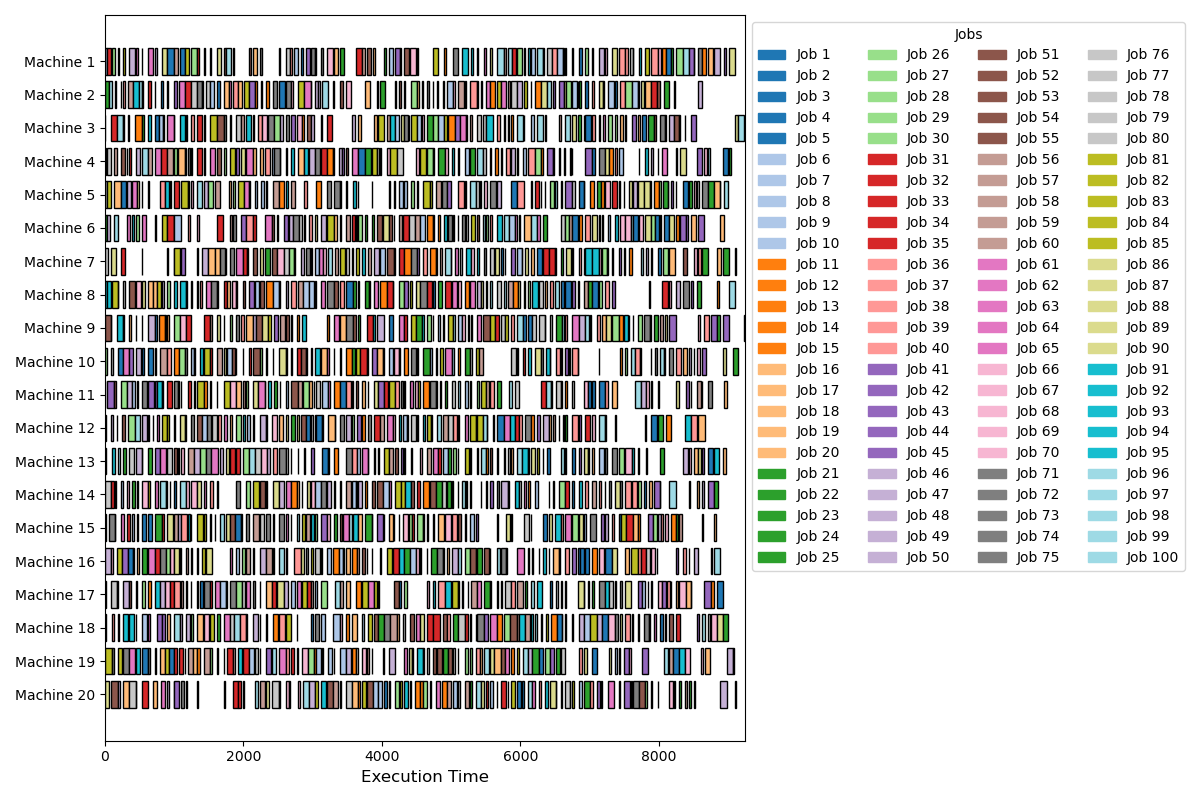 Machine 1
Machine 2
Machine 3
Machine 4
Machine 5
Machine 6
Machine 7
Machine 8
Machine 9
Machine 10
Machine 11
Machine 12
Machine 13
Machine 14
Machine 15
Machine 16
Machine 17
Machine 18
Machine 19
Machine 20
0 2000 4000 6000 8000
Execution Time
Jobs
Job 1 Job 26 Job 51 Job 76
Job 2 Job 27 Job 52 Job 77
Job 3 Job 28 Job 53 Job 78
Job 4 Job 29 Job 54 Job 79
Job 5 Job 30 Job 55 Job 80
Job 6 Job 31 Job 56 Job 81
Job 7 Job 32 Job 57 Job 82
Job 8 Job 33 Job 58 Job 83
Job 9 Job 34 Job 59 Job 84
Job 10 Job 35 Job 60 Job 85
Job 11 Job 36 Job 61 Job 86
Job 12 Job 37 Job 62 Job 87
Job 13 Job 38 Job 63 Job 88
Job 14 Job 39 Job 64 Job 89
Job 15 Job 40 Job 65 Job 90
Job 16 Job 41 Job 66 Job 91
Job 17 Job 42 Job 67 Job 92
Job 18 Job 43 Job 68 Job 93
Job 19 Job 44 Job 69 Job 94
Job 20 Job 45 Job 70 Job 95
Job 21 Job 46 Job 71 Job 96
Job 22 Job 47 Job 72 Job 97
Job 23 Job 48 Job 73 Job 98
Job 24 Job 49 Job 74 Job 99
Job 25 Job 50 Job 75 Job 100